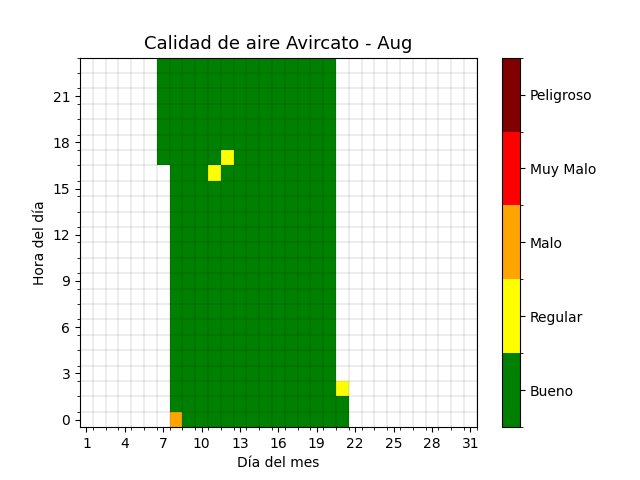 Calidad de aire Avircato - Aug
Hora del día
21
18
15
12
9
6
3
0
1 4 7 10 13 16 19 22 25 28 31
Día del mes
Peligroso
Muy Malo
Malo
Regular
Bueno